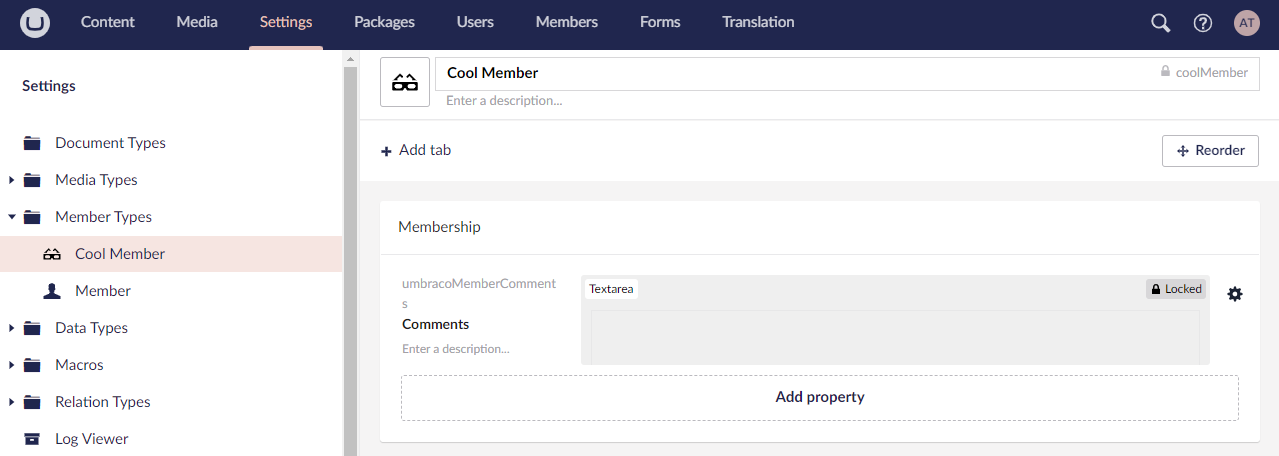 Content Media Settings Packages Users Members Forms Translation AT
Settings
Document Types
Media Types
Member Types
Cool Member
Member
Data Types
Macros
Relation Types
Log Viewer
Cool Member coolMember
Enter a description...
Add tab Reorder
Membership
umbracoMemberComment
s
Comments
Enter a description...
Textarea Locked
Add property